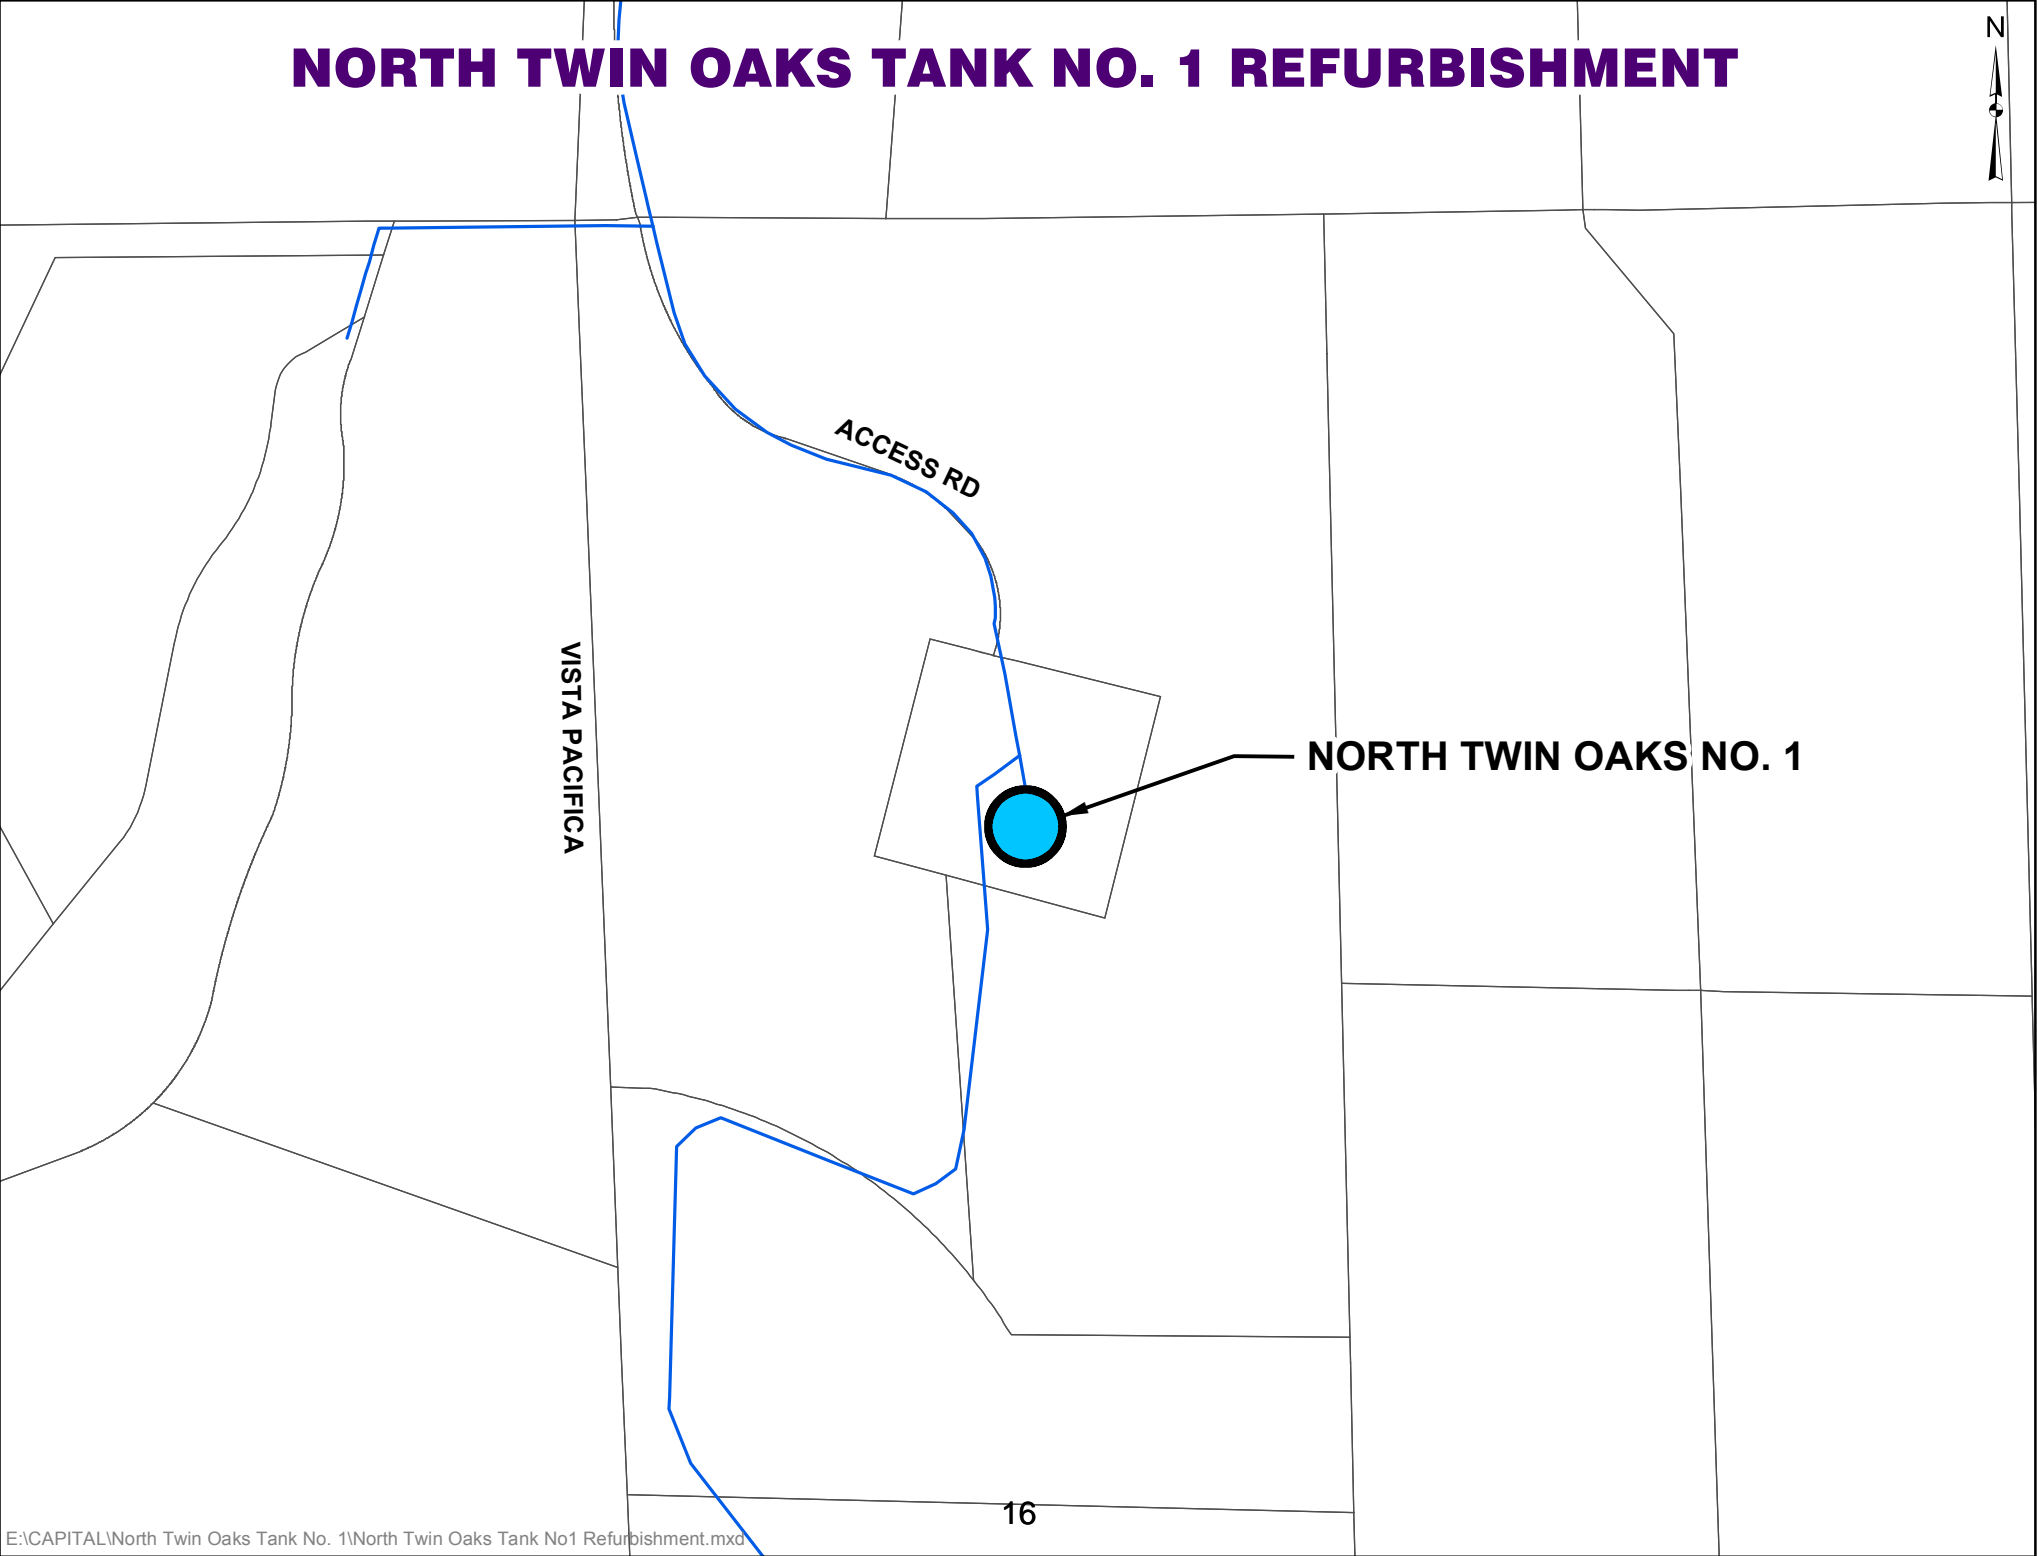 NORTH TWIN OAKS TANK NO. 1 REFURBISHMENT
N
ACCESS RD
VISTA PACIFICA
NORTH TWIN OAKS NO. 1
16
E:\CAPITAL\North Twin Oaks Tank No. 1\North Twin Oaks Tank No1 Refurbishment.mxd